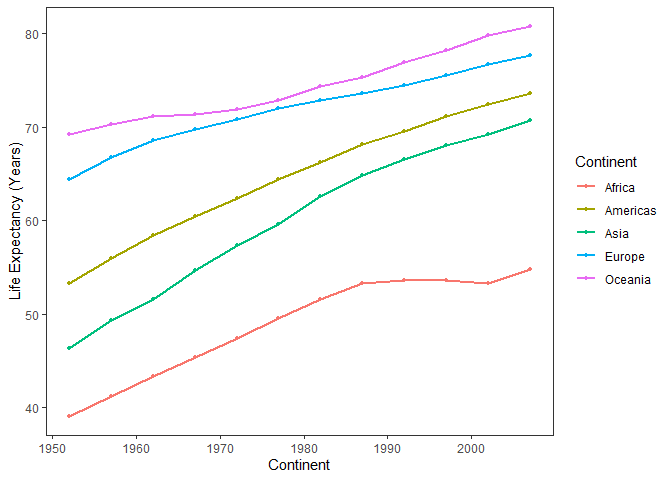 80
70
60
50
40
Life Expectancy (Years)
1950 1960 1970 1980 1990 2000
Continent
Continent
Africa
Americas
Asia
Europe
Oceania